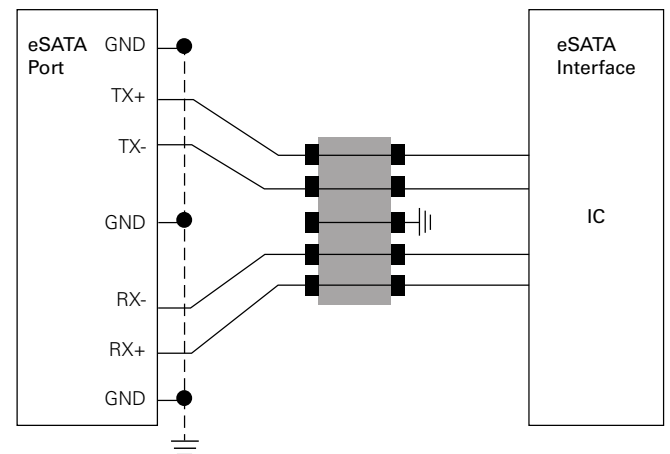 eSATA
Port
GND
TX+
TX-
GND
RX-
RX+
GND
eSATA
Interface
IC